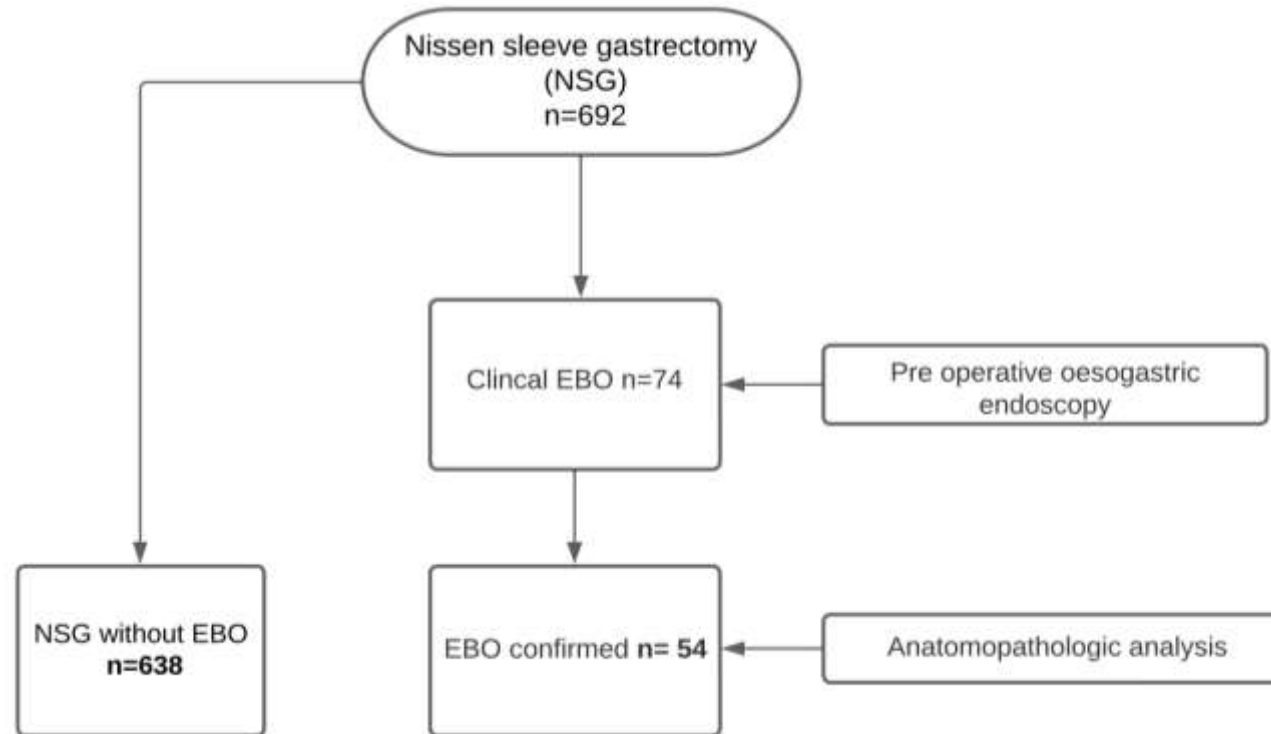 Nissen sleeve gastrectomy
(NSG)
n=692
Clincal EBO n=74
Pre operative oesogastric
endoscopy
NSG without EBO
n=638
EBO confirmed n= 54
Anatomopathologic analysis